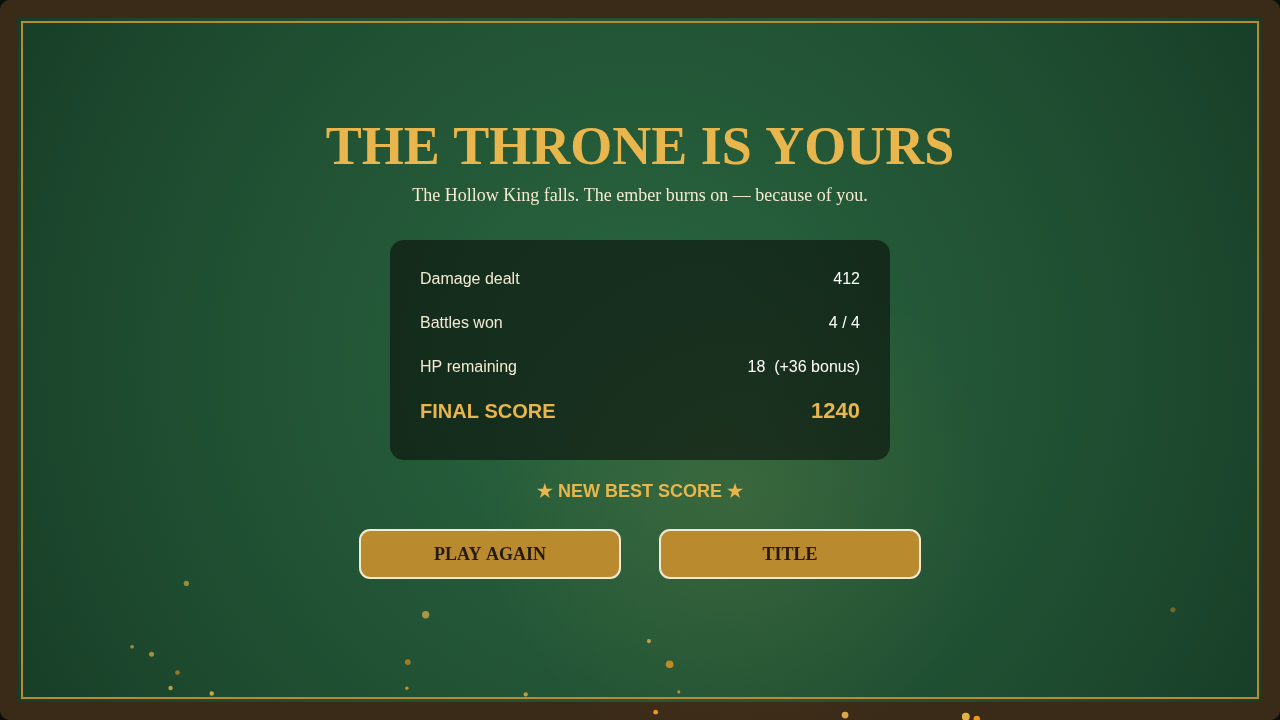 THE THRONE IS YOURS
The Hollow King falls. The ember burns on — because of you.
Damage dealt 412
Battles won 4 / 4
HP remaining 18 (+36 bonus)
FINAL SCORE 1240
★ NEW BEST SCORE ★
PLAY AGAIN TITLE